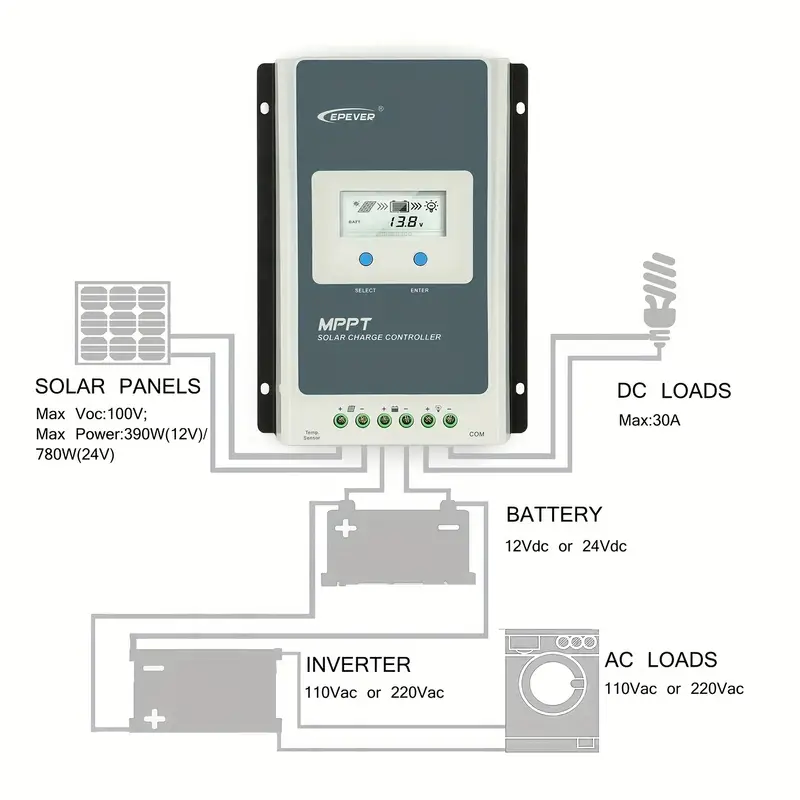 EPEVER ®
BATT
13.8 V
SELECT ENTER
MPPT
SOLAR CHARGE CONTROLLER
+ − + − + −
Temp.
Sensor
COM
SOLAR PANELS
Max Voc:100V;
Max Power:390W(12V)/
780W(24V)
DC LOADS
Max:30A
BATTERY
12Vdc or 24Vdc
+ −
INVERTER
110Vac or 220Vac
−
+
AC LOADS
110Vac or 220Vac